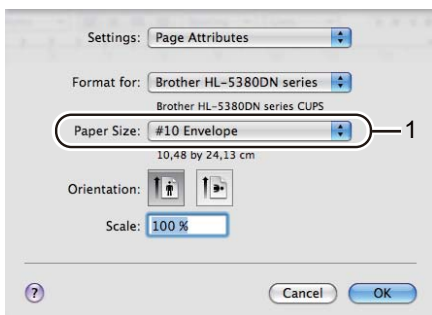 Settings: Page Attributes
Format for: Brother HL-5380DN series
Brother HL-5380DN series CUPS
Paper Size: #10 Envelope 1
10,48 by 24,13 cm
Orientation:
Scale: 100 %
? Cancel OK